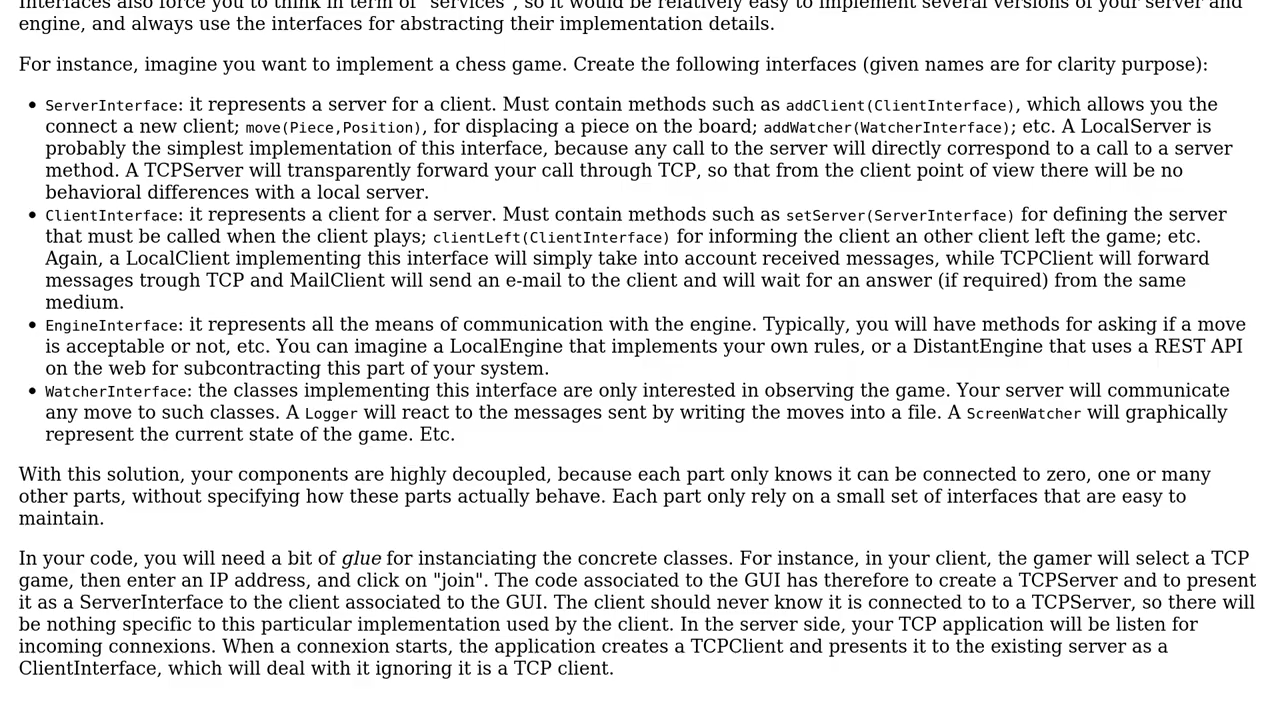 interfaces also force you to think in term of "services", so it would be relatively easy to implement several versions of your server and
engine, and always use the interfaces for abstracting their implementation details.
For instance, imagine you want to implement a chess game. Create the following interfaces (given names are for clarity purpose):
• ServerInterface: it represents a server for a client. Must contain methods such as addClient(ClientInterface), which allows you the
connect a new client; move(Piece,Position), for displacing a piece on the board; addWatcher(WatcherInterface); etc. A LocalServer is
probably the simplest implementation of this interface, because any call to the server will directly correspond to a call to a server
method. A TCPServer will transparently forward your call through TCP, so that from the client point of view there will be no
behavioral differences with a local server.
• ClientInterface: it represents a client for a server. Must contain methods such as setServer(ServerInterface) for defining the server
that must be called when the client plays; clientLeft(ClientInterface) for informing the client an other client left the game; etc.
Again, a LocalClient implementing this interface will simply take into account received messages, while TCPClient will forward
messages trough TCP and MailClient will send an e-mail to the client and will wait for an answer (if required) from the same
medium.
• EngineInterface: it represents all the means of communication with the engine. Typically, you will have methods for asking if a move
is acceptable or not, etc. You can imagine a LocalEngine that implements your own rules, or a DistantEngine that uses a REST API
on the web for subcontracting this part of your system.
• WatcherInterface: the classes implementing this interface are only interested in observing the game. Your server will communicate
any move to such classes. A Logger will react to the messages sent by writing the moves into a file. A ScreenWatcher will graphically
represent the current state of the game. Etc.
With this solution, your components are highly decoupled, because each part only knows it can be connected to zero, one or many
other parts, without specifying how these parts actually behave. Each part only rely on a small set of interfaces that are easy to
maintain.
In your code, you will need a bit of glue for instanciating the concrete classes. For instance, in your client, the gamer will select a TCP
game, then enter an IP address, and click on "join". The code associated to the GUI has therefore to create a TCPServer and to present
it as a ServerInterface to the client associated to the GUI. The client should never know it is connected to to a TCPServer, so there will
be nothing specific to this particular implementation used by the client. In the server side, your TCP application will be listen for
incoming connexions. When a connexion starts, the application creates a TCPClient and presents it to the existing server as a
ClientInterface, which will deal with it ignoring it is a TCP client.